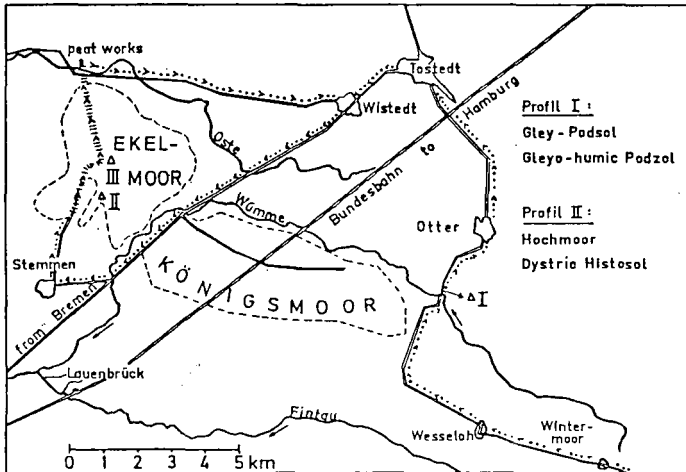 peat works
Tostedt
Wistedt
Hamburg
to
Bundesbahn
Oste
EKEL-
MOOR
III
II
Wümme
Otter
Stemmen
KÖNIGSMOOR
I
from Bremen
Lauenbrück
Fintau
Wesseloh
Winter-
moor
0 1 2 3 4 5 km
Profil I:
Gley-Podsol
Gleyo-humic Podzol
Profil II:
Hochmoor
Dystric Histosol